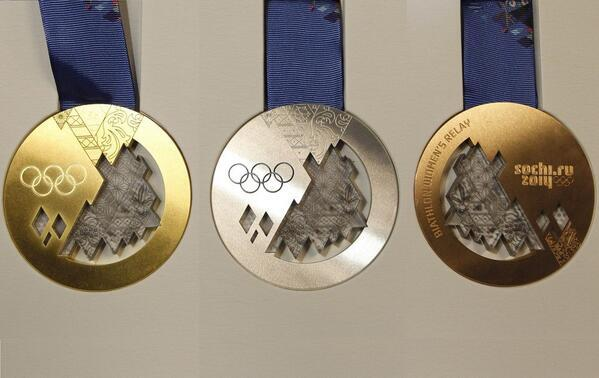 BIATHLON WOMEN'S RELAY
sochi.ru
2014